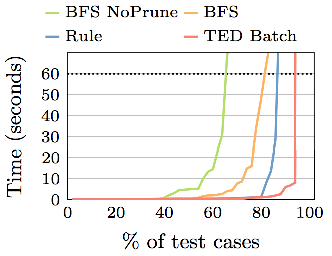 BFS NoPrune BFS
Rule TED Batch
Time (seconds)
60
50
40
30
20
10
0
0 20 40 60 80 100
% of test cases